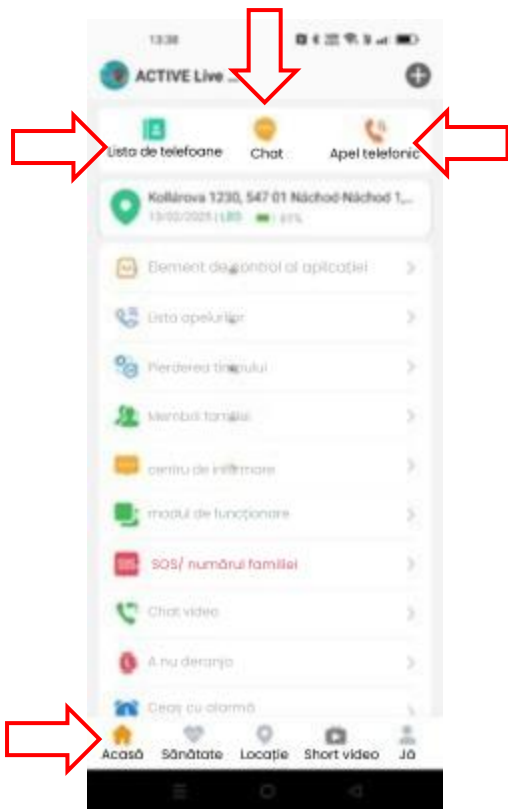 13:38
ACTIVE Live ...
Lista de telefoane
Chat
Apel telefonic
Kollárova 1230, 547 01 Náchod-Náchod 1,...
13/02/2025 | LBS
Element de control al aplicației
Lista apelurilor
Pierderea timpului
Membrii familiei
centru de informare
modul de funcționare
SOS/ numărul familiei
Chat video
A nu deranja
Ceas cu alarmă
Acasă
Sănătate
Locație
Short video
Jā